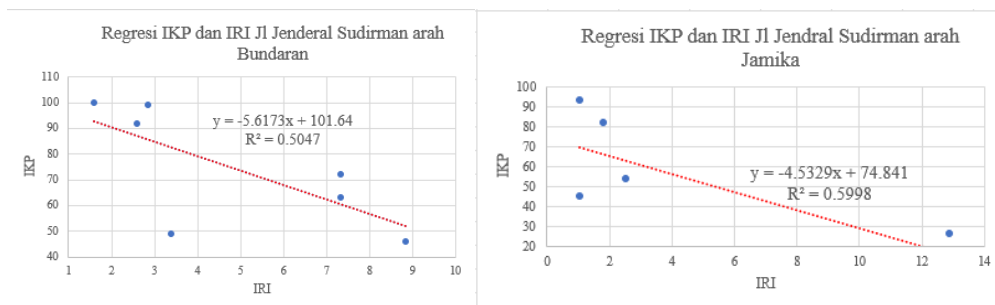 Regresi IKP dan IRI Jl Jenderal Sudirman arah
Bundaran
110
100
90
80
70
60
50
40
IKP
y = -5.6173x + 101.64
R² = 0.5047
1 2 3 4 5 6 7 8 9 10
IRI
Regresi IKP dan IRI Jl Jendral Sudirman arah
Jamika
100
90
80
70
60
50
40
30
20
IKP
y = -4.5329x + 74.841
R² = 0.5998
0 2 4 6 8 10 12 14
IRI